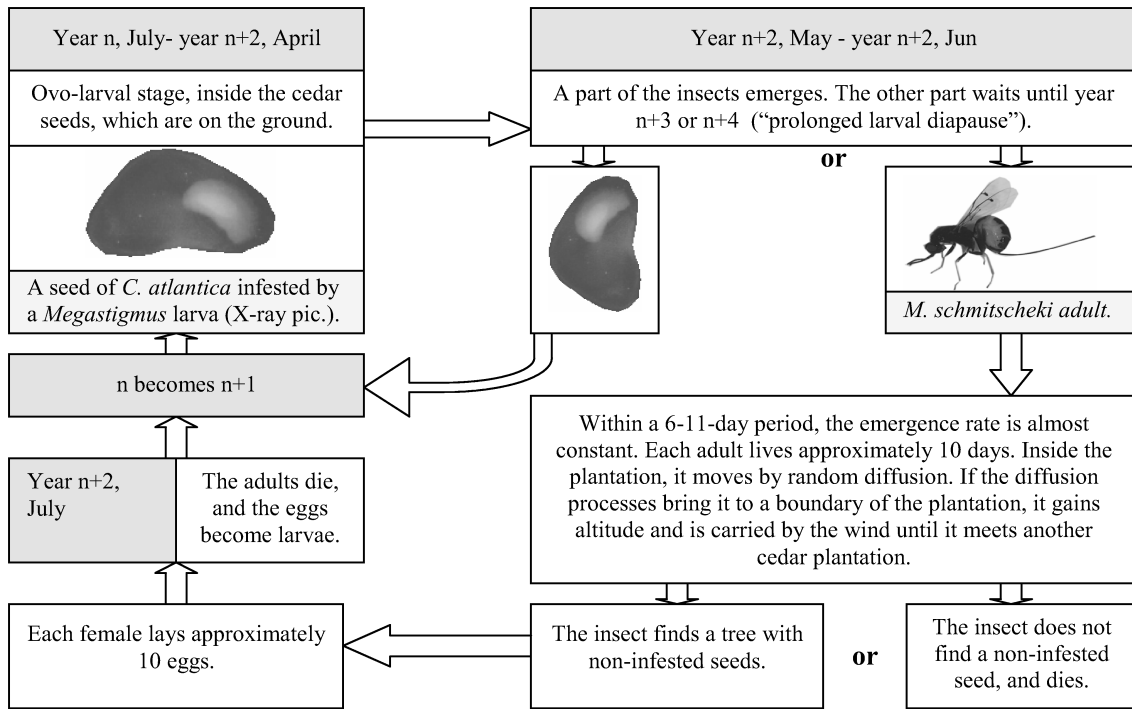 Year n, July- year n+2, April
Ovo-larval stage, inside the cedar
seeds, which are on the ground.
A seed of C. atlantica infested by
a Megastigmus larva (X-ray pic.).
Year n+2, May - year n+2, Jun
A part of the insects emerges. The other part waits until year
n+3 or n+4 (“prolonged larval diapause”).
or
M. schmitscheki adult.
Within a 6-11-day period, the emergence rate is almost
constant. Each adult lives approximately 10 days. Inside the
plantation, it moves by random diffusion. If the diffusion
processes bring it to a boundary of the plantation, it gains
altitude and is carried by the wind until it meets another
cedar plantation.
The insect finds a tree with
non-infested seeds.
or
The insect does not
find a non-infested
seed, and dies.
Each female lays approximately
10 eggs.
Year n+2,
July
The adults die,
and the eggs
become larvae.
n becomes n+1